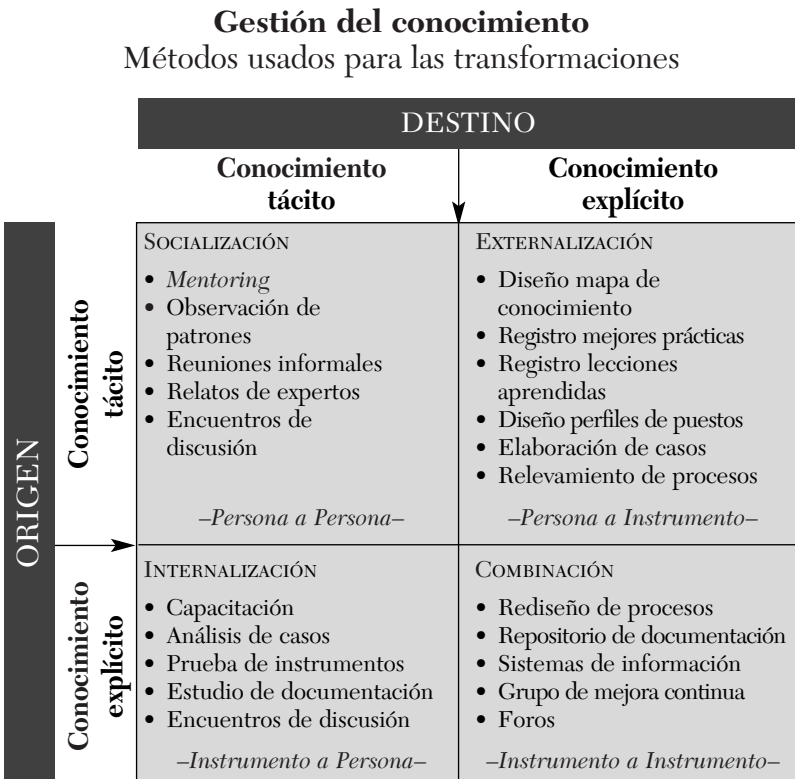 Gestión del conocimiento
Métodos usados para las transformaciones
DESTINO
Conocimiento
tácito
Conocimiento
explícito
ORIGEN
Conocimiento
tácito
SOCIALIZACIÓN
• Mentoring
• Observación de
patrones
• Reuniones informales
• Relatos de expertos
• Encuentros de
discusión
–Persona a Persona–
EXTERNALIZACIÓN
• Diseño mapa de
conocimiento
• Registro mejores prácticas
• Registro lecciones
aprendidas
• Diseño perfiles de puestos
• Elaboración de casos
• Relevamiento de procesos
–Persona a Instrumento–
Conocimiento
explícito
INTERNALIZACIÓN
• Capacitación
• Análisis de casos
• Prueba de instrumentos
• Estudio de documentación
• Encuentros de discusión
–Instrumento a Persona–
COMBINACIÓN
• Rediseño de procesos
• Repositorio de documentación
• Sistemas de información
• Grupo de mejora continua
• Foros
–Instrumento a Instrumento–